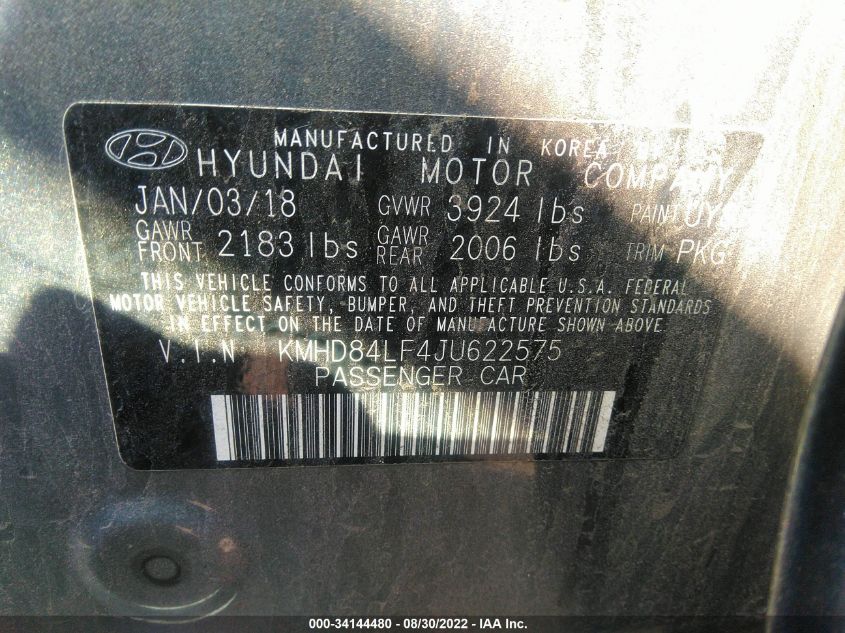 MANUFACTURED IN KOREA
HYUNDAI MOTOR COMPANY
JAN/03/18 GVWR 3924 lbs PAINT
GAWR FRONT 2183 lbs GAWR REAR 2006 lbs TRIM PKG
THIS VEHICLE CONFORMS TO ALL APPLICABLE U.S.A. FEDERAL
MOTOR VEHICLE SAFETY, BUMPER, AND THEFT PREVENTION STANDARDS
IN EFFECT ON THE DATE OF MANUFACTURE SHOWN ABOVE.
V.I.N. KMHD84LF4JU622575
PASSENGER CAR
000-34144480 - 08/30/2022 - IAA Inc.